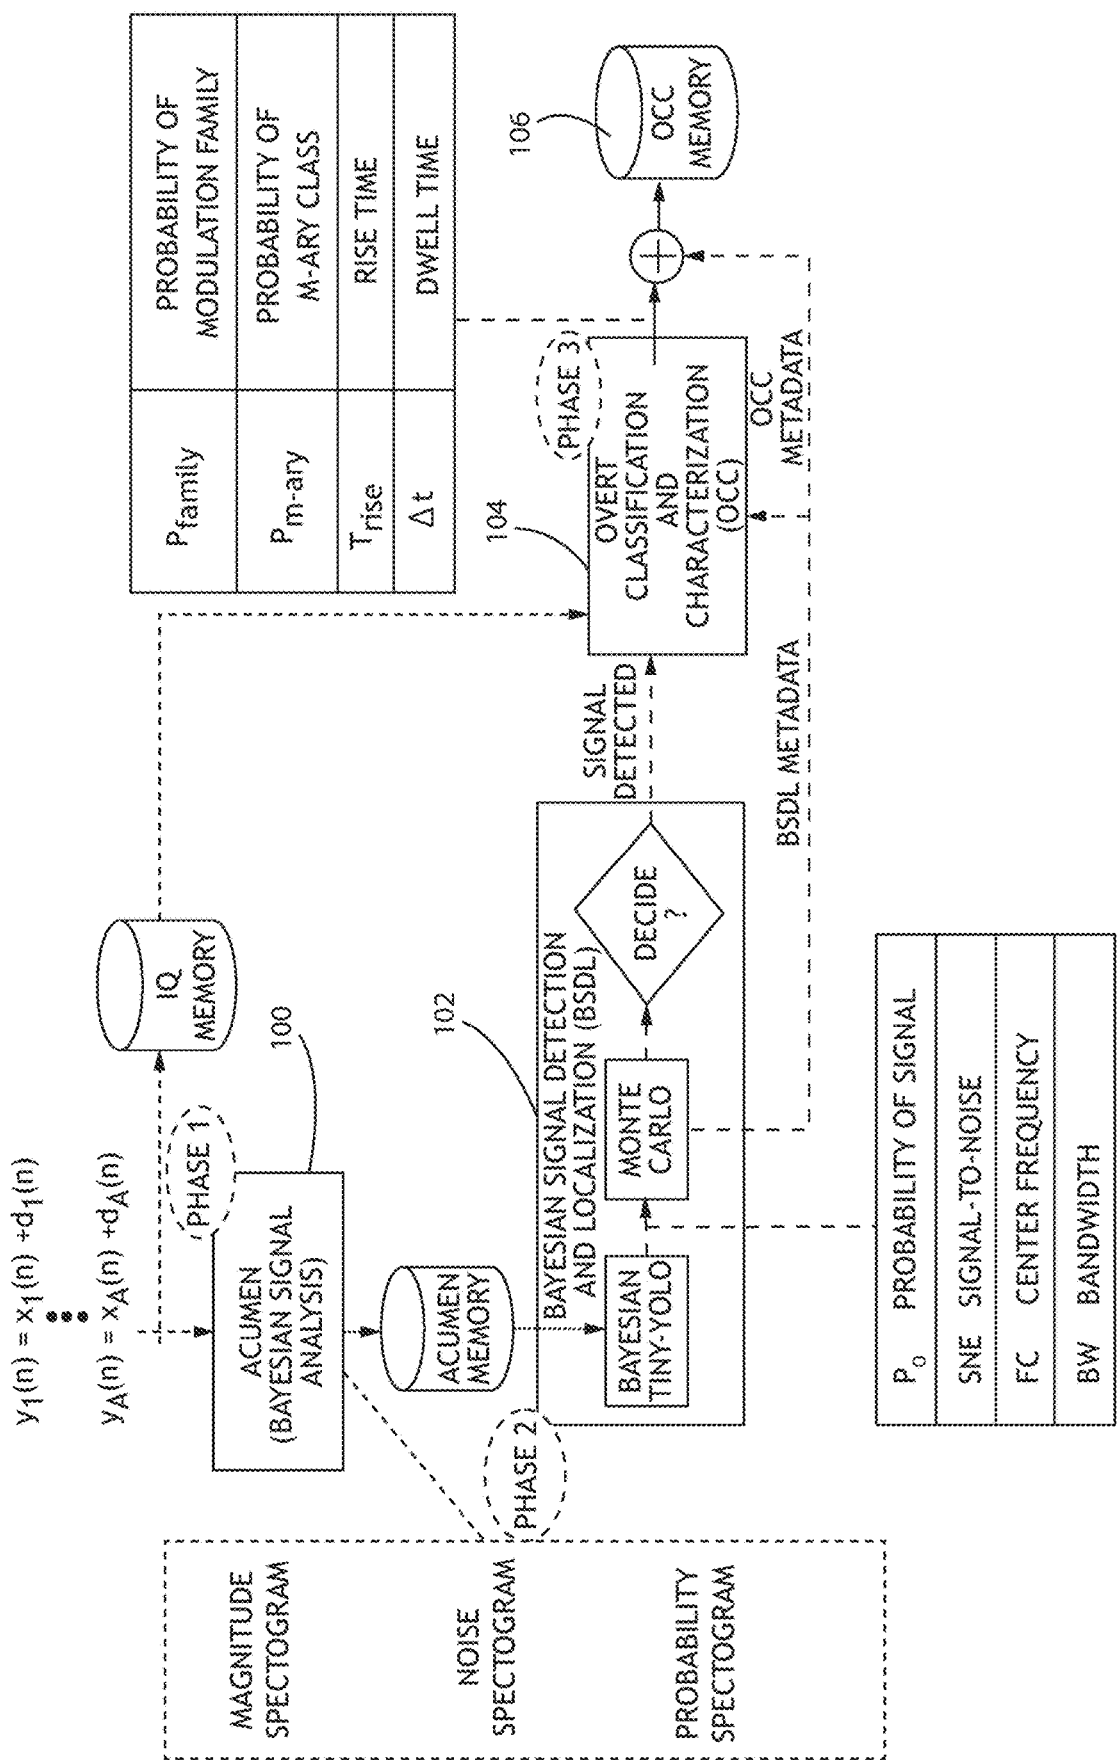 y1(n) = x1(n) +d1(n)
•••
yA(n) = xA(n) +dA(n)
PHASE 1
100
ACUMEN
(BAYESIAN SIGNAL
ANALYSIS)
IQ
MEMORY
MAGNITUDE
SPECTOGRAM
NOISE
SPECTOGRAM
PROBABILITY
SPECTOGRAM
ACUMEN
MEMORY
PHASE 2
102
BAYESIAN SIGNAL DETECTION
AND LOCALIZATION (BSDL)
BAYESIAN
TINY-YOLO
MONTE
CARLO
DECIDE
?
SIGNAL
DETECTED
BSDL METADATA
Po PROBABILITY OF SIGNAL
SNE SIGNAL-TO-NOISE
FC CENTER FREQUENCY
BW BANDWIDTH
104
PHASE 3
OVERT
CLASSIFICATION
AND
CHARACTERIZATION
(OCC)
OCC
METADATA
Pfamily PROBABILITY OF
MODULATION FAMILY
Pm-ary PROBABILITY OF
M-ARY CLASS
Trise RISE TIME
Δt DWELL TIME
106
OCC
MEMORY